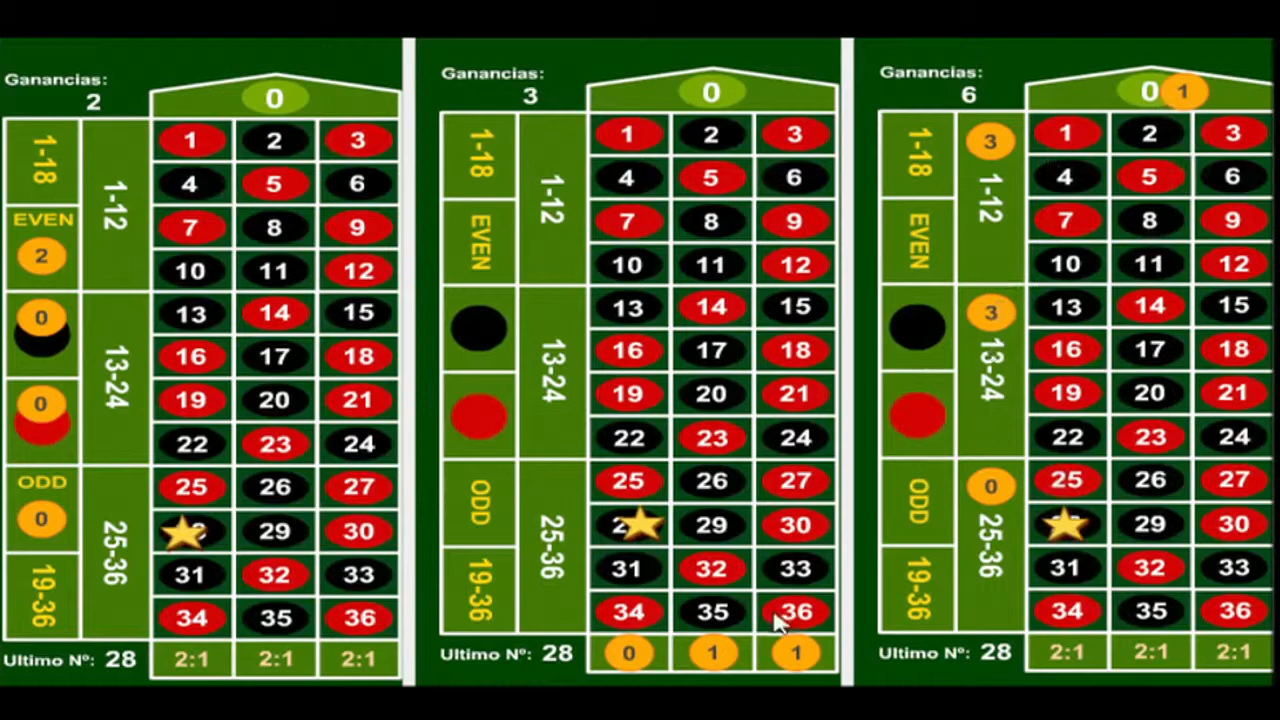 Ganancias:
2
0
1-18
1-12
1 2 3
4 5 6
EVEN
2
7 8 9
10 11 12
0
13-24
13 14 15
16 17 18
0
19 20 21
22 23 24
ODD
0
25-36
25 26 27
29 30
19-36
31 32 33
34 35 36
Ultimo Nº: 28
2:1 2:1 2:1
Ganancias:
3
0
1-18
1-12
1 2 3
4 5 6
EVEN
7 8 9
10 11 12
13-24
13 14 15
16 17 18
19 20 21
22 23 24
ODD
25-36
25 26 27
29 30
19-36
31 32 33
34 35 36
Ultimo Nº: 28
0 1 1
Ganancias:
6
0 1
1-18
3
1-12
1 2 3
4 5 6
EVEN
7 8 9
10 11 12
3
13-24
13 14 15
16 17 18
19 20 21
22 23 24
ODD
0
25-36
25 26 27
29 30
19-36
31 32 33
34 35 36
Ultimo Nº: 28
2:1 2:1 2:1